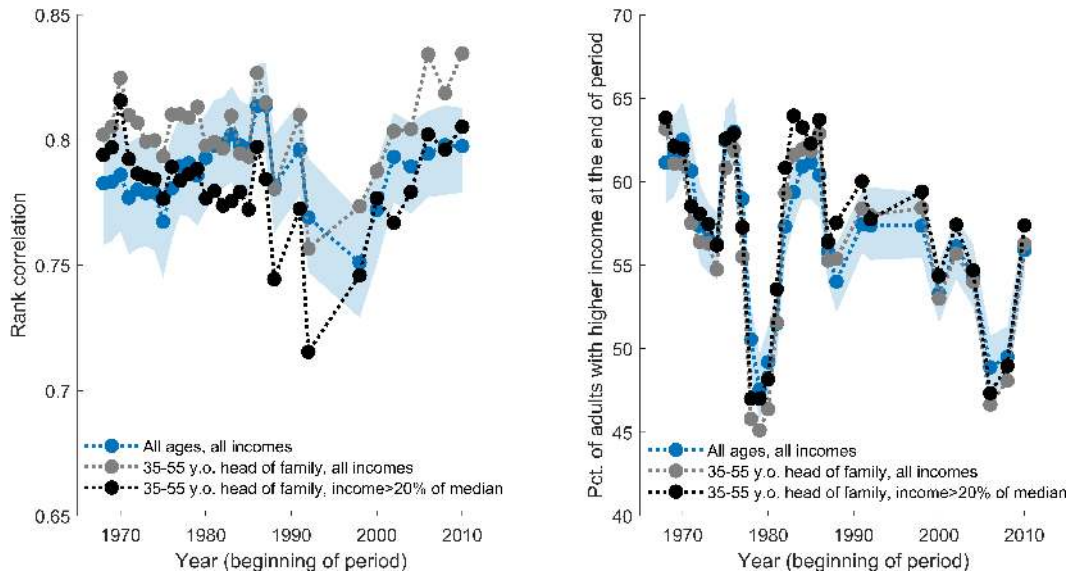 0.85
0.8
0.75
0.7
0.65
Rank correlation
All ages, all incomes
35-55 y.o. head of family, all incomes
35-55 y.o. head of family, income>20% of median
1970
1980
1990
2000
2010
Year (beginning of period)
70
65
60
55
50
45
40
Pct. of adults with higher income at the end of period
All ages, all incomes
35-55 y.o. head of family, all incomes
35-55 y.o. head of family, income>20% of median
1970
1980
1990
2000
2010
Year (beginning of period)